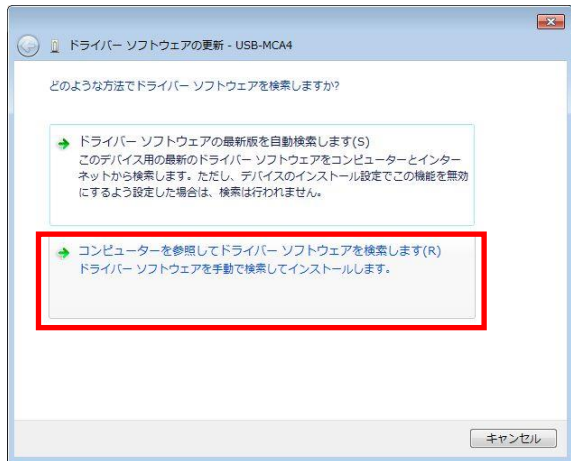 ドライバー ソフトウェアの更新 - USB-MCA4
どのような方法でドライバー ソフトウェアを検索しますか?
ドライバー ソフトウェアの最新版を自動検索します(S)
このデバイス用の最新のドライバー ソフトウェアをコンピューターとインター
ネットから検索します。ただし、デバイスのインストール設定でこの機能を無効
にするよう設定した場合は、検索は行われません。
コンピューターを参照してドライバー ソフトウェアを検索します(R)
ドライバー ソフトウェアを手動で検索してインストールします。
キャンセル